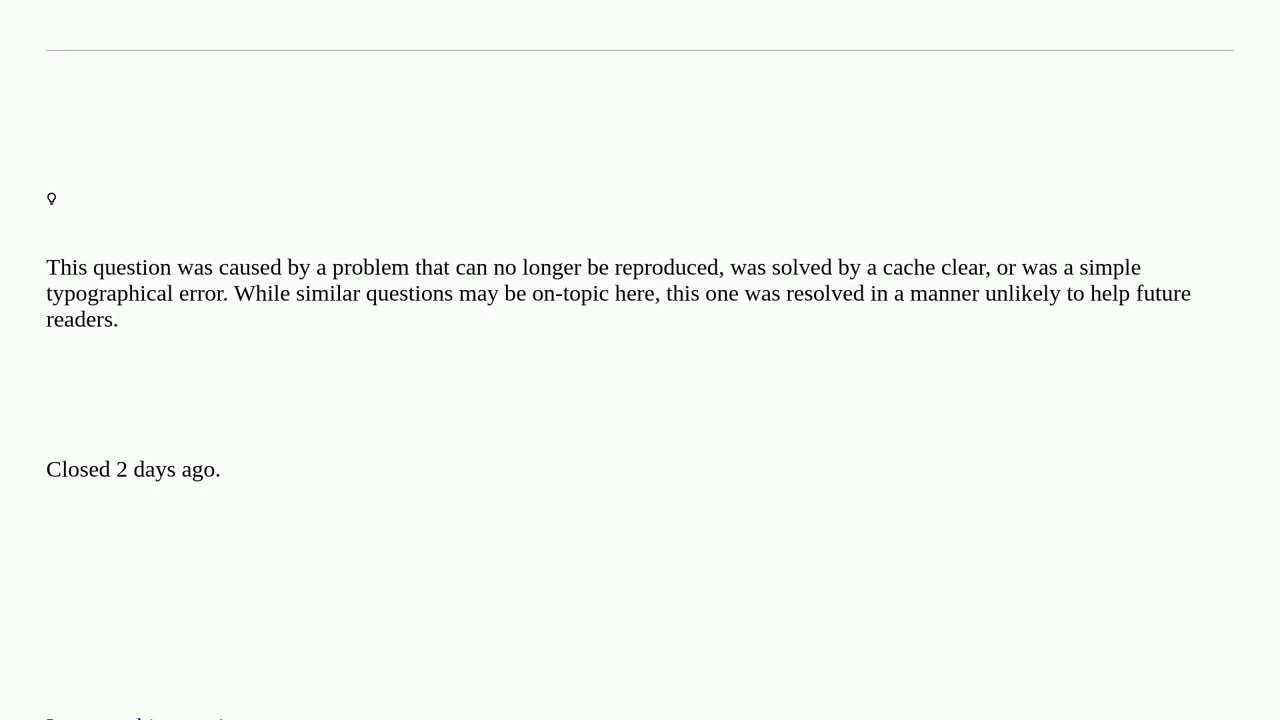 This question was caused by a problem that can no longer be reproduced, was solved by a cache clear, or was a simple
typographical error. While similar questions may be on-topic here, this one was resolved in a manner unlikely to help future
readers.
Closed 2 days ago.